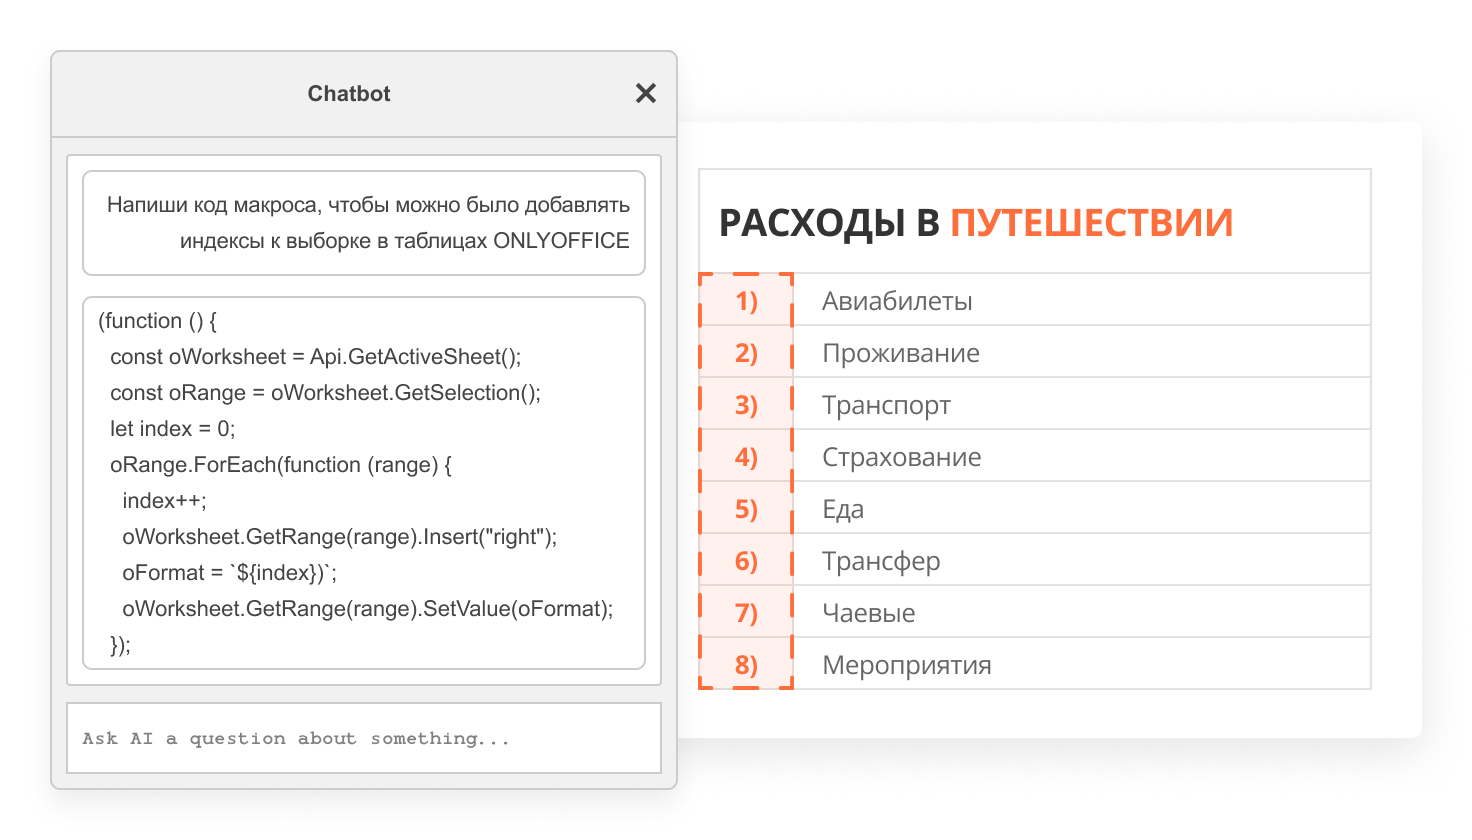 Chatbot
Напиши код макроса, чтобы можно было добавлять
индексы к выборке в таблицах ONLYOFFICE
(function () {
const oWorksheet = Api.GetActiveSheet();
const oRange = oWorksheet.GetSelection();
let index = 0;
oRange.ForEach(function (range) {
index++;
oWorksheet.GetRange(range).Insert("right");
oFormat = `${index})`;
oWorksheet.GetRange(range).SetValue(oFormat);
});
Ask AI a question about something...
РАСХОДЫ В ПУТЕШЕСТВИИ
1) Авиабилеты
2) Проживание
3) Транспорт
4) Страхование
5) Еда
6) Трансфер
7) Чаевые
8) Мероприятия